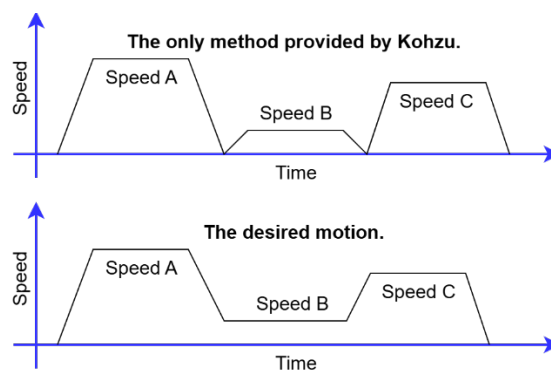 The only method provided by Kohzu.
Speed
Speed A
Speed B
Speed C
Time
The desired motion.
Speed
Speed A
Speed B
Speed C
Time